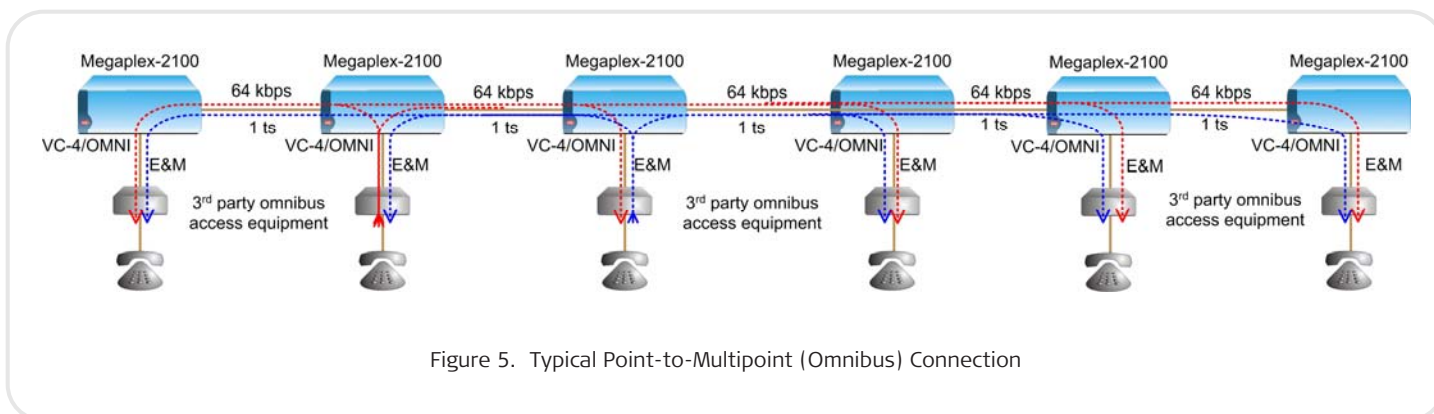 Megaplex-2100 Megaplex-2100 Megaplex-2100 Megaplex-2100 Megaplex-2100 Megaplex-2100
64 kbps 64 kbps 64 kbps 64 kbps 64 kbps
1 ts 1 ts 1 ts 1 ts 1 ts
VC-4/OMNI VC-4/OMNI VC-4/OMNI VC-4/OMNI VC-4/OMNI VC-4/OMNI
E&M E&M E&M E&M E&M E&M
3rd party omnibus 3rd party omnibus 3rd party omnibus
access equipment access equipment access equipment
Figure 5. Typical Point-to-Multipoint (Omnibus) Connection